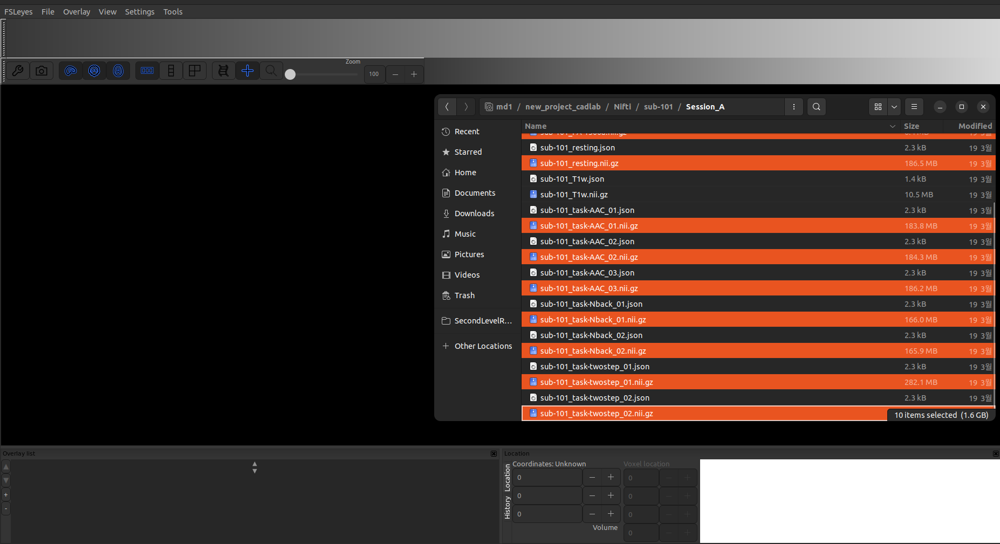 FSLeyes File Overlay View Settings Tools
Zoom
100
md1 / new_project_cadlab / Nifti / sub-101 / Session_A
Name Size Modified
Recent
Starred
Home
Documents
Downloads
Music
Pictures
Videos
Trash
SecondLevelR...
Other Locations
sub-101_resting.json 2.3 kB 19 3월
sub-101_resting.nii.gz 186.5 MB 19 3월
sub-101_T1w.json 1.4 kB 19 3월
sub-101_T1w.nii.gz 10.5 MB 19 3월
sub-101_task-AAC_01.json 2.3 kB 19 3월
sub-101_task-AAC_01.nii.gz 183.8 MB 19 3월
sub-101_task-AAC_02.json 2.3 kB 19 3월
sub-101_task-AAC_02.nii.gz 184.3 MB 19 3월
sub-101_task-AAC_03.json 2.3 kB 19 3월
sub-101_task-AAC_03.nii.gz 186.2 MB 19 3월
sub-101_task-Nback_01.json 2.3 kB 19 3월
sub-101_task-Nback_01.nii.gz 166.0 MB 19 3월
sub-101_task-Nback_02.json 2.3 kB 19 3월
sub-101_task-Nback_02.nii.gz 165.9 MB 19 3월
sub-101_task-twostep_01.json 2.3 kB 19 3월
sub-101_task-twostep_01.nii.gz 282.1 MB 19 3월
sub-101_task-twostep_02.json 2.3 kB 19 3월
sub-101_task-twostep_02.nii.gz
10 items selected (1.6 GB)
Overlay list
Location
Location
History
Coordinates: Unknown
0
0
0
Volume
Voxel location
0
0
0
0